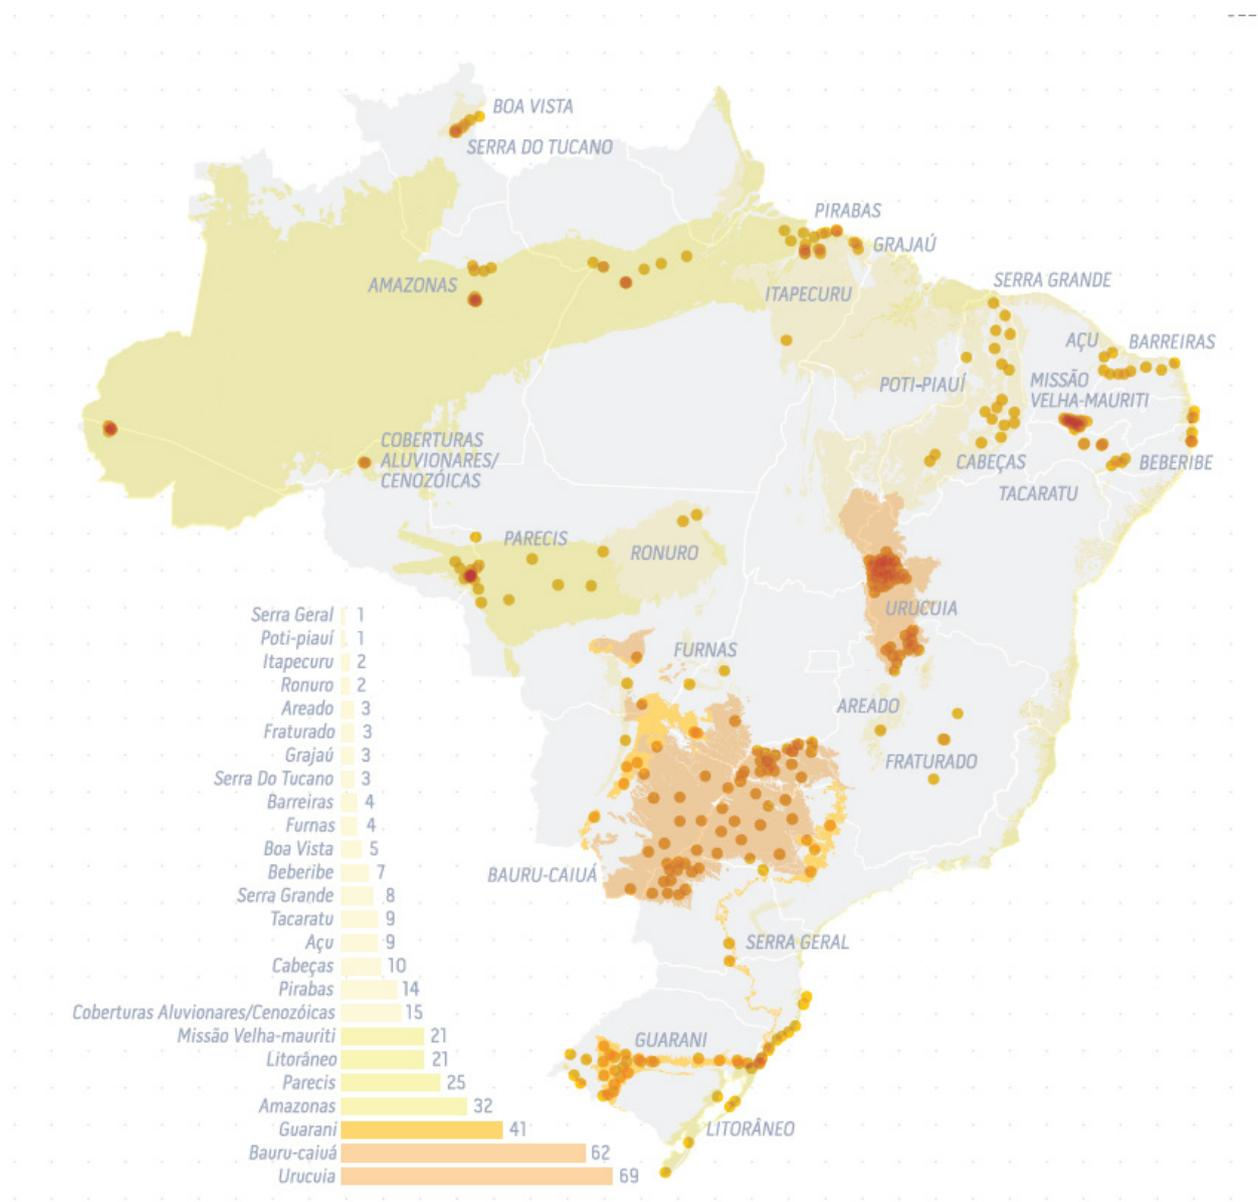 BOA VISTA
SERRA DO TUCANO
PIRABAS
GRAJAÚ
AMAZONAS
ITAPECURU
SERRA GRANDE
AÇU
BARREIRAS
POTI-PIAUÍ
MISSÃO
VELHA-MAURITI
COBERTURAS
ALUVIONARES/
CENOZÓICAS
CABEÇAS
BEBERIBE
TACARATU
PARECIS
RONURO
URUCUIA
FURNAS
AREADO
FRATURADO
BAURU-CAIUÁ
SERRA GERAL
GUARANI
LITORÂNEO
Serra Geral 1
Poti-piauí 1
Itapecuru 2
Ronuro 2
Areado 3
Fraturado 3
Grajaú 3
Serra Do Tucano 3
Barreiras 4
Furnas 4
Boa Vista 5
Beberibe 7
Serra Grande 8
Tacaratu 9
Açu 9
Cabeças 10
Pirabas 14
Coberturas Aluvionares/Cenozóicas 15
Missão Velha-mauriti 21
Litorâneo 21
Parecis 25
Amazonas 32
Guarani 41
Bauru-caiuá 62
Urucuia 69